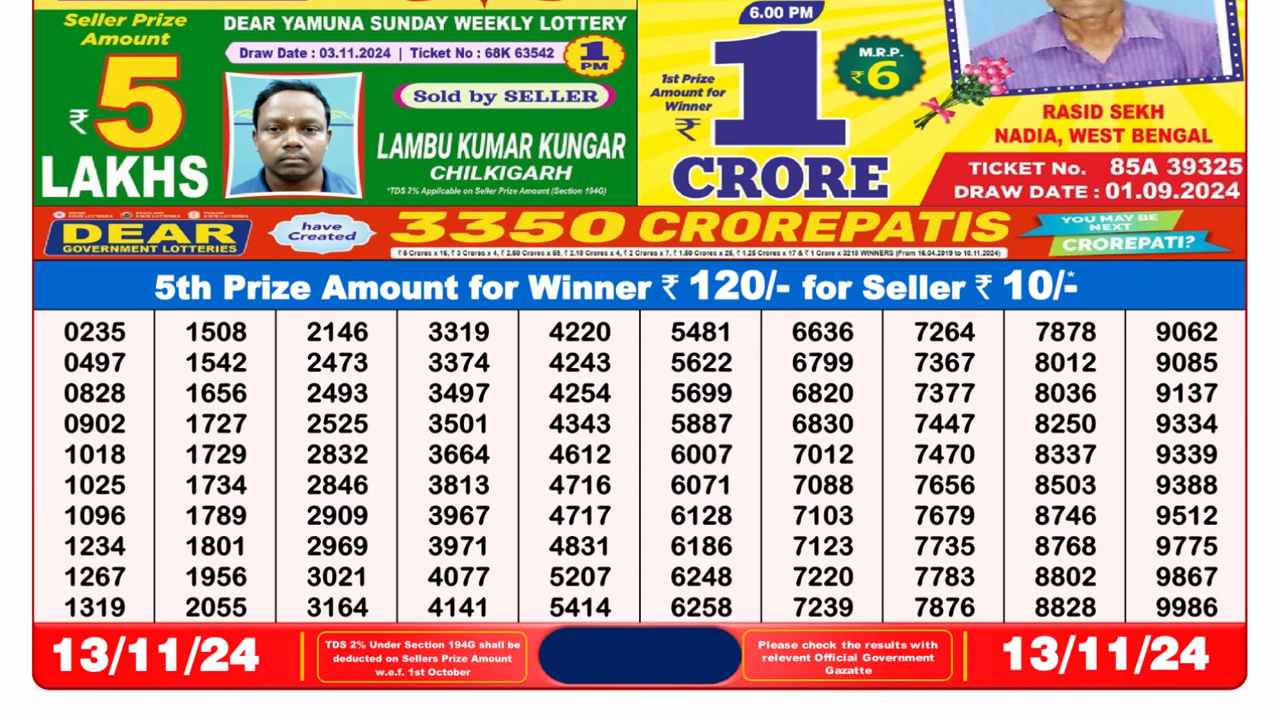 Seller Prize
Amount
₹5
LAKHS
DEAR YAMUNA SUNDAY WEEKLY LOTTERY
Draw Date : 03.11.2024 | Ticket No : 68K 63542
1
PM
Sold by SELLER
LAMBU KUMAR KUNGAR
CHILKIGARH
*TDS 2% Applicable on Seller Prize Amount (Section 194G)
6.00 PM
1st Prize
Amount for
Winner
₹1
CRORE
M.R.P.
₹6
RASID SEKH
NADIA, WEST BENGAL
TICKET No. 85A 39325
DRAW DATE : 01.09.2024
DEAR
GOVERNMENT LOTTERIES
have
Created
3350 CROREPATIS
YOU MAY BE
NEXT
CROREPATI?
5th Prize Amount for Winner ₹ 120/- for Seller ₹ 10/-*
0235 1508 2146 3319 4220 5481 6636 7264 7878 9062
0497 1542 2473 3374 4243 5622 6799 7367 8012 9085
0828 1656 2493 3497 4254 5699 6820 7377 8036 9137
0902 1727 2525 3501 4343 5887 6830 7447 8250 9334
1018 1729 2832 3664 4612 6007 7012 7470 8337 9339
1025 1734 2846 3813 4716 6071 7088 7656 8503 9388
1096 1789 2909 3967 4717 6128 7103 7679 8746 9512
1234 1801 2969 3971 4831 6186 7123 7735 8768 9775
1267 1956 3021 4077 5207 6248 7220 7783 8802 9867
1319 2055 3164 4141 5414 6258 7239 7876 8828 9986
13/11/24
TDS 2% Under Section 194G shall be
deducted on Sellers Prize Amount
w.e.f. 1st October
Please check the results with
relevent Official Government
Gazatte
13/11/24